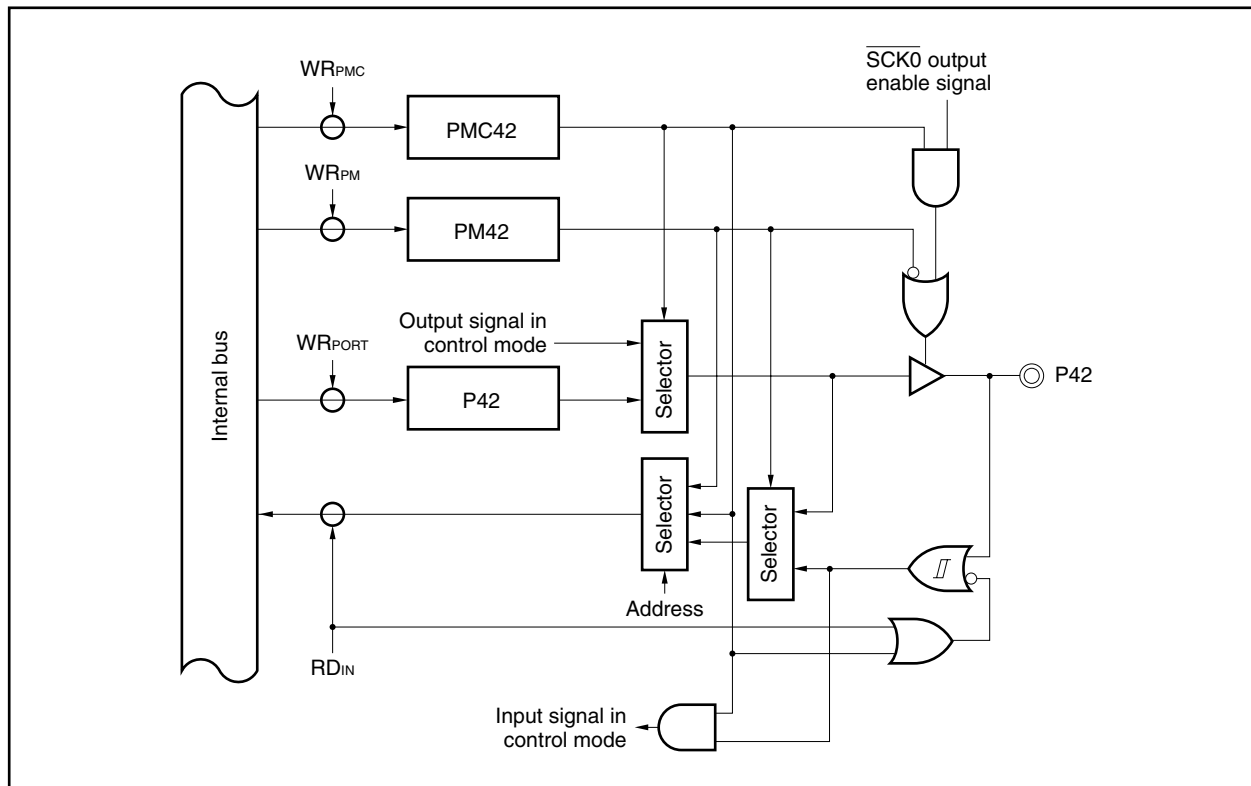 SCK0 output
enable signal
WRPMC
PMC42
WRPM
PM42
Internal bus
Output signal in
control mode
WRPORT
P42
Selector
P42
Selector
Selector
Address
RDIN
Input signal in
control mode